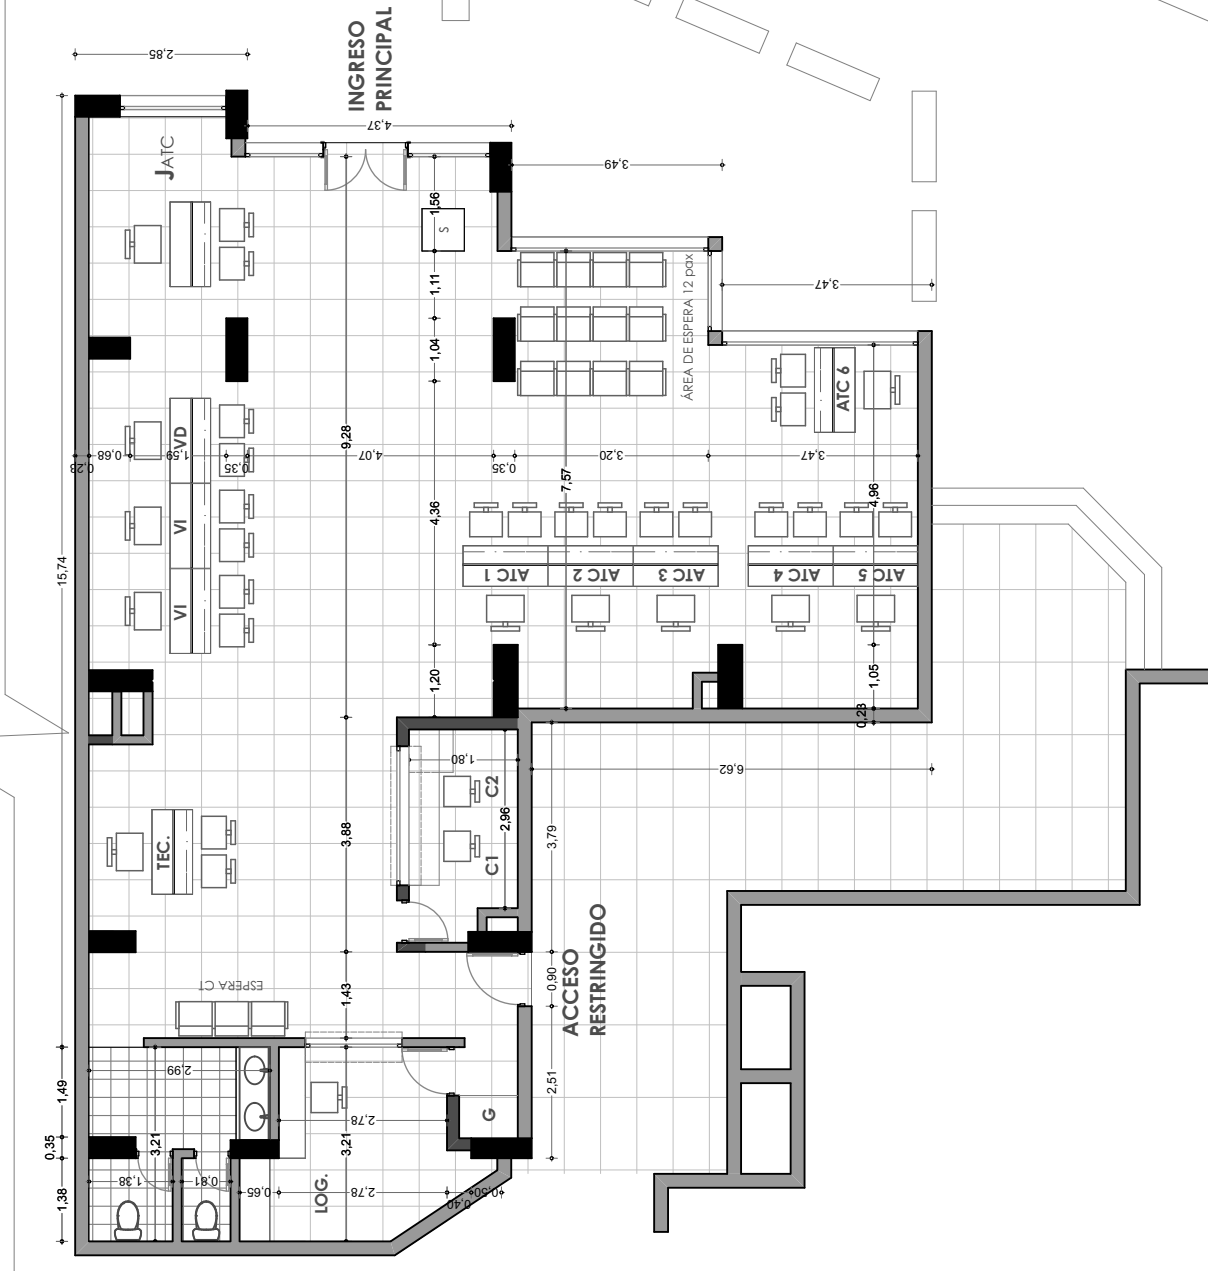 2,85
INGRESO
PRINCIPAL
4,37
JATC
3,49
1,56
S
3,47
1,11
ÁREA DE ESPERA 12 pax
1,04
ATC 6
VD
9,28
0,23
0,68
1,59
0,35
4,07
0,35
3,20
3,47
7,57
4,96
4,36
VI
15,74
ATC 1
ATC 2
ATC 3
ATC 4
ATC 5
VI
1,20
1,05
0,23
1,80
6,62
C2
2,96
3,88
3,79
TEC.
C1
ACCESO
RESTRINGIDO
ESPERA CT
1,43
0,90
2,99
1,49
2,51
2,78
G
0,35
3,21
3,21
1,38
1,38
0,81
0,65
LOG.
2,78
0,40
0,50